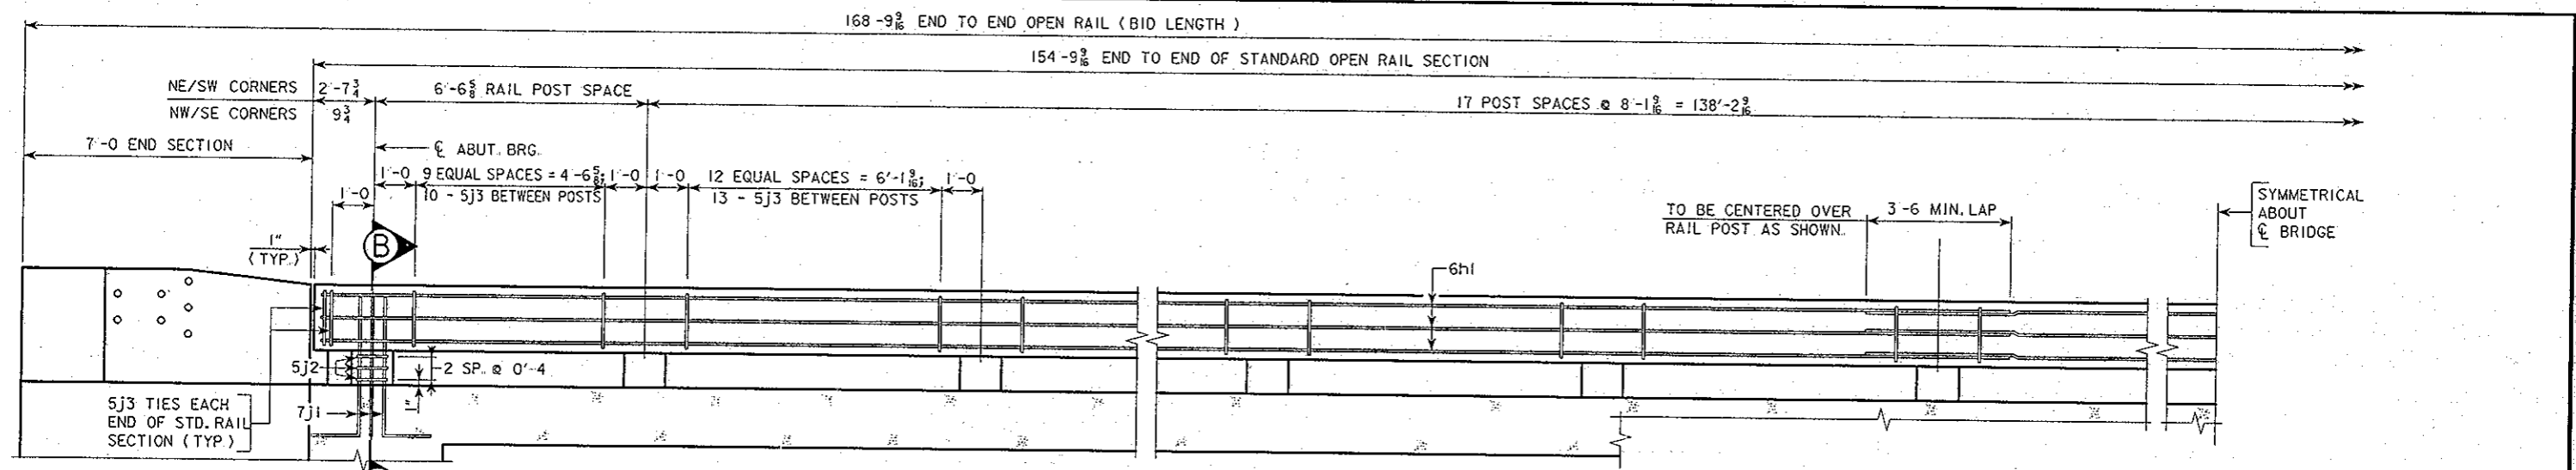 168'-9 9/16 END TO END OPEN RAIL (BID LENGTH)
154'-9 9/16 END TO END OF STANDARD OPEN RAIL SECTION
NE/SW CORNERS 2'-7 3/4
6'-6 5/8 RAIL POST SPACE
NW/SE CORNERS 9 3/4
17 POST SPACES @ 8'-1 9/16 = 138'-2 9/16
7'-0 END SECTION
℄ ABUT. BRG.
1'-0
9 EQUAL SPACES = 4'-6 5/8;
10 - 5j3 BETWEEN POSTS
1'-0
1'-0
12 EQUAL SPACES = 6'-1 9/16;
13 - 5j3 BETWEEN POSTS
1'-0
1'-0
TO BE CENTERED OVER
RAIL POST AS SHOWN.
3'-6 MIN. LAP
SYMMETRICAL
ABOUT
℄ BRIDGE
1"
(TYP.)
B
6h1
5j2
2 SP. @ 0'-4
1"
7j1
5j3 TIES EACH
END OF STD. RAIL
SECTION (TYP.)